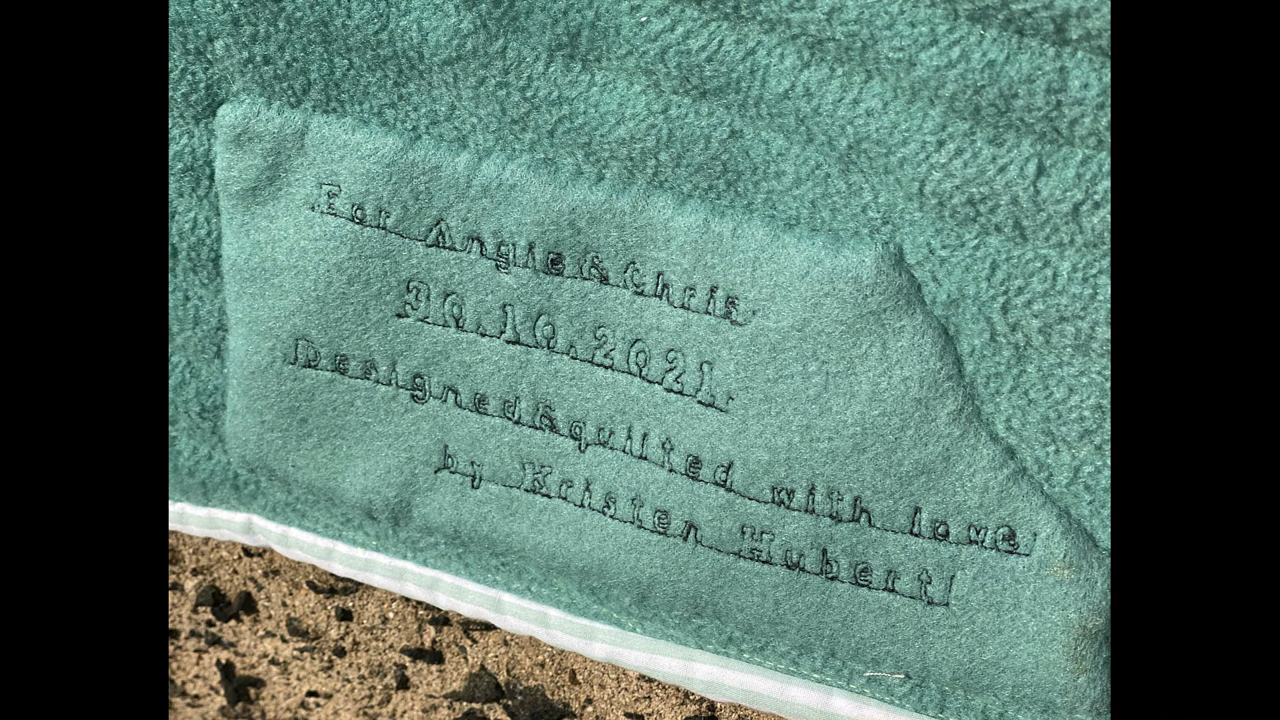 For Angie & Chris
30.10.2021.
Designed & quilted with love
by Kristen Hubert